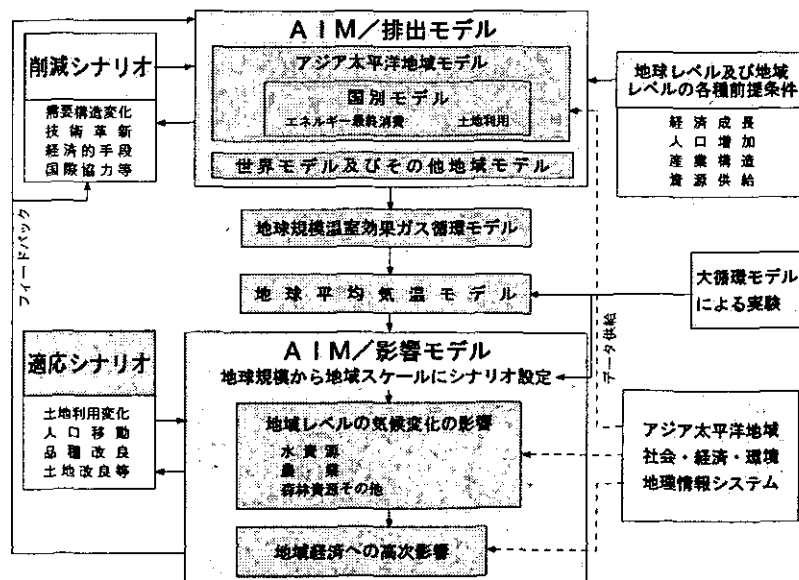 AIM／排出モデル
アジア太平洋地域モデル
国別モデル
エネルギー最終消費　土地利用
世界モデル及びその他地域モデル
削減シナリオ
需要構造変化
技術革新
経済的手段
国際協力等
地球レベル及び地域
レベルの各種前提条件
経済成長
人口増加
産業構造
資源供給
地球規模温室効果ガス循環モデル
地球平均気温モデル
大循環モデル
による実験
フィードバック
データ供給
AIM／影響モデル
地球規模から地域スケールにシナリオ設定
適応シナリオ
土地利用変化
人口移動
品種改良
土地改良等
地域レベルの気候変化の影響
水資源
農業
森林資源その他
地域経済への高次影響
アジア太平洋地域
社会・経済・環境
地理情報システム